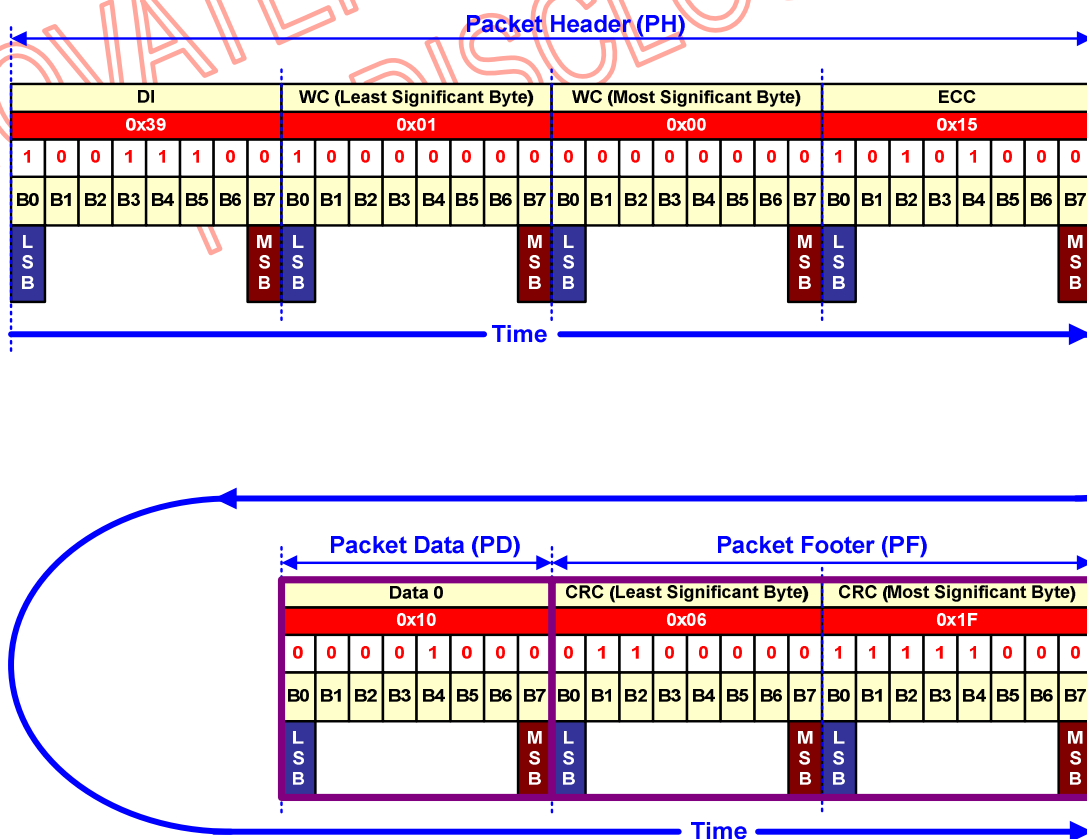 OVATE
DISCLO
Packet Header (PH)
DI WC (Least Significant Byte) WC (Most Significant Byte) ECC
0x39 0x01 0x00 0x15
1 0 0 1 1 1 0 0 1 0 0 0 0 0 0 0 0 0 0 0 0 0 0 0 1 0 1 0 1 0 0 0
B0 B1 B2 B3 B4 B5 B6 B7 B0 B1 B2 B3 B4 B5 B6 B7 B0 B1 B2 B3 B4 B5 B6 B7 B0 B1 B2 B3 B4 B5 B6 B7
LSB MSB LSB MSB LSB MSB LSB MSB
Time
Packet Data (PD) Packet Footer (PF)
Data 0 CRC (Least Significant Byte) CRC (Most Significant Byte)
0x10 0x06 0x1F
0 0 0 0 1 0 0 0 0 1 1 0 0 0 0 0 1 1 1 1 1 0 0 0
B0 B1 B2 B3 B4 B5 B6 B7 B0 B1 B2 B3 B4 B5 B6 B7 B0 B1 B2 B3 B4 B5 B6 B7
LSB MSB LSB MSB LSB MSB
Time